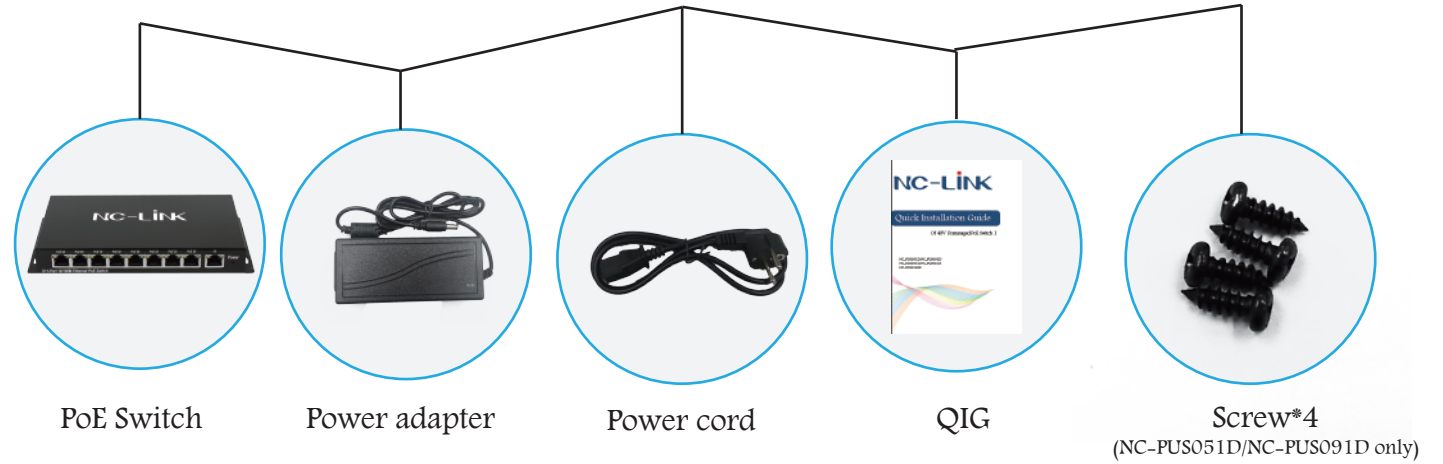 NC-LINK
Power
NC-LINK
Quick Installation Guide
PoE Switch
Power adapter
Power cord
QIG
Screw*4
(NC-PUS051D/NC-PUS091D only)